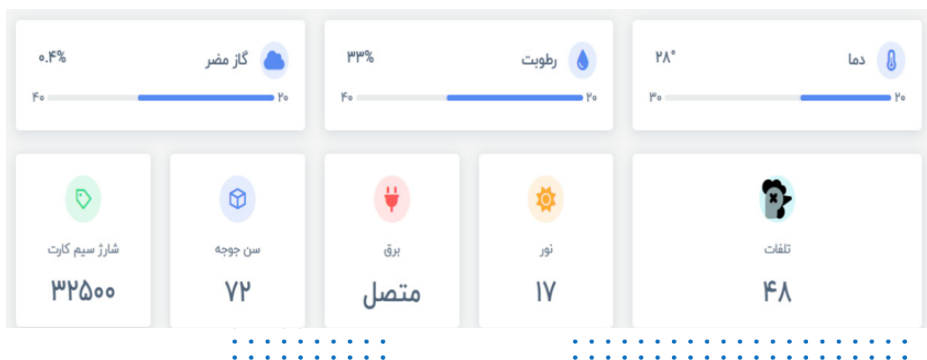 دما ۲۸°
۲۰ ۳۰
رطوبت ۳۳%
۲۰ ۴۰
گاز مضر ۰.۴%
۲۰ ۴۰
تلفات
۴۸
نور
۱۷
برق
متصل
سن جوجه
۷۲
شارژ سیم کارت
۳۲۵۰۰